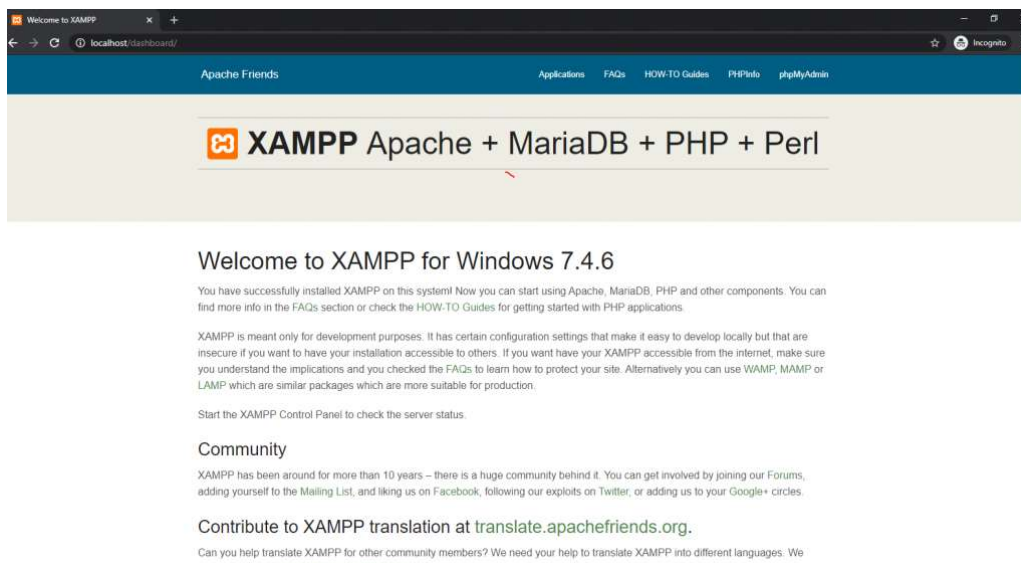 Welcome to XAMPP
localhost/dashboard/
Incognito
Apache Friends
Applications FAQs HOW-TO Guides PHPInfo phpMyAdmin
XAMPP Apache + MariaDB + PHP + Perl
Welcome to XAMPP for Windows 7.4.6
You have successfully installed XAMPP on this system! Now you can start using Apache, MariaDB, PHP and other components. You can
find more info in the FAQs section or check the HOW-TO Guides for getting started with PHP applications.
XAMPP is meant only for development purposes. It has certain configuration settings that make it easy to develop locally but that are
insecure if you want to have your installation accessible to others. If you want have your XAMPP accessible from the internet, make sure
you understand the implications and you checked the FAQs to learn how to protect your site. Alternatively you can use WAMP, MAMP or
LAMP which are similar packages which are more suitable for production.
Start the XAMPP Control Panel to check the server status.
Community
XAMPP has been around for more than 10 years – there is a huge community behind it. You can get involved by joining our Forums,
adding yourself to the Mailing List, and liking us on Facebook, following our exploits on Twitter, or adding us to your Google+ circles.
Contribute to XAMPP translation at translate.apachefriends.org.
Can you help translate XAMPP for other community members? We need your help to translate XAMPP into different languages. We